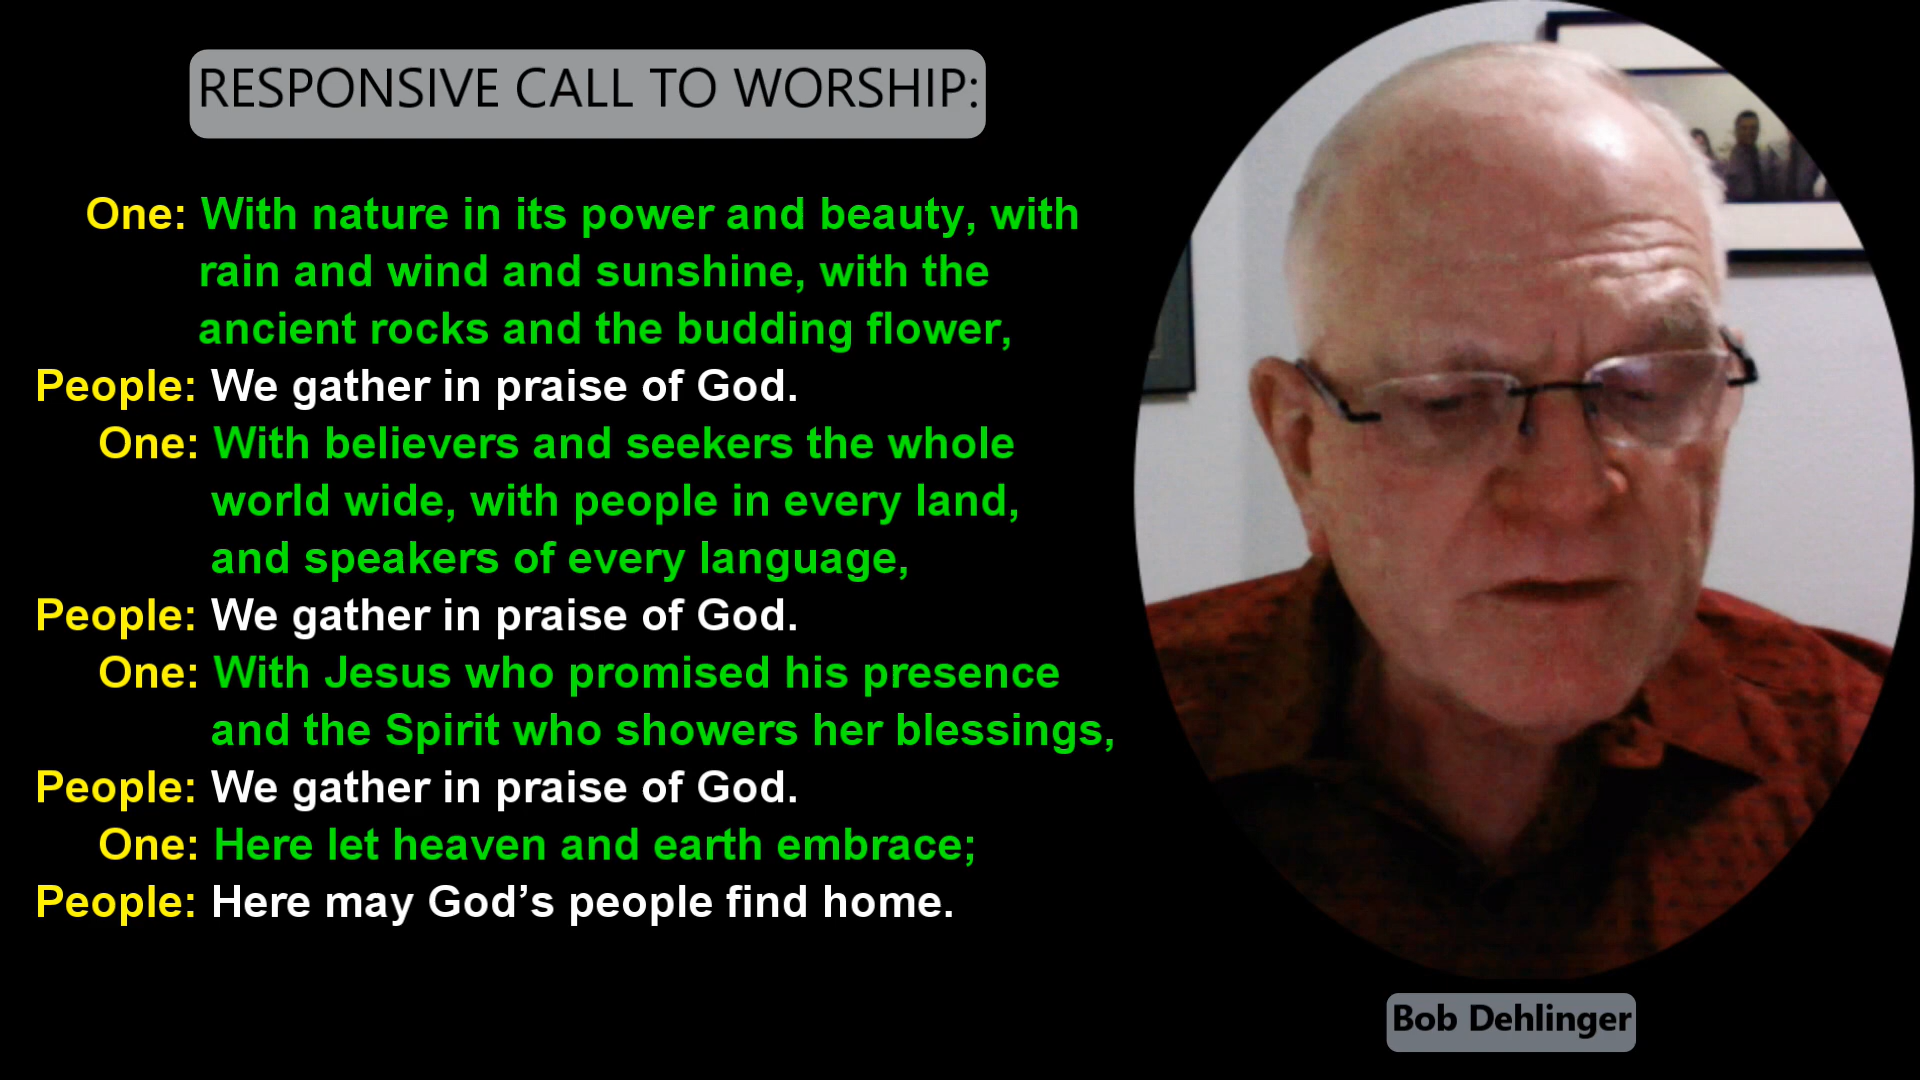 RESPONSIVE CALL TO WORSHIP:
One: With nature in its power and beauty, with
rain and wind and sunshine, with the
ancient rocks and the budding flower,
People: We gather in praise of God.
One: With believers and seekers the whole
world wide, with people in every land,
and speakers of every language,
People: We gather in praise of God.
One: With Jesus who promised his presence
and the Spirit who showers her blessings,
People: We gather in praise of God.
One: Here let heaven and earth embrace;
People: Here may God’s people find home.
Bob Dehlinger